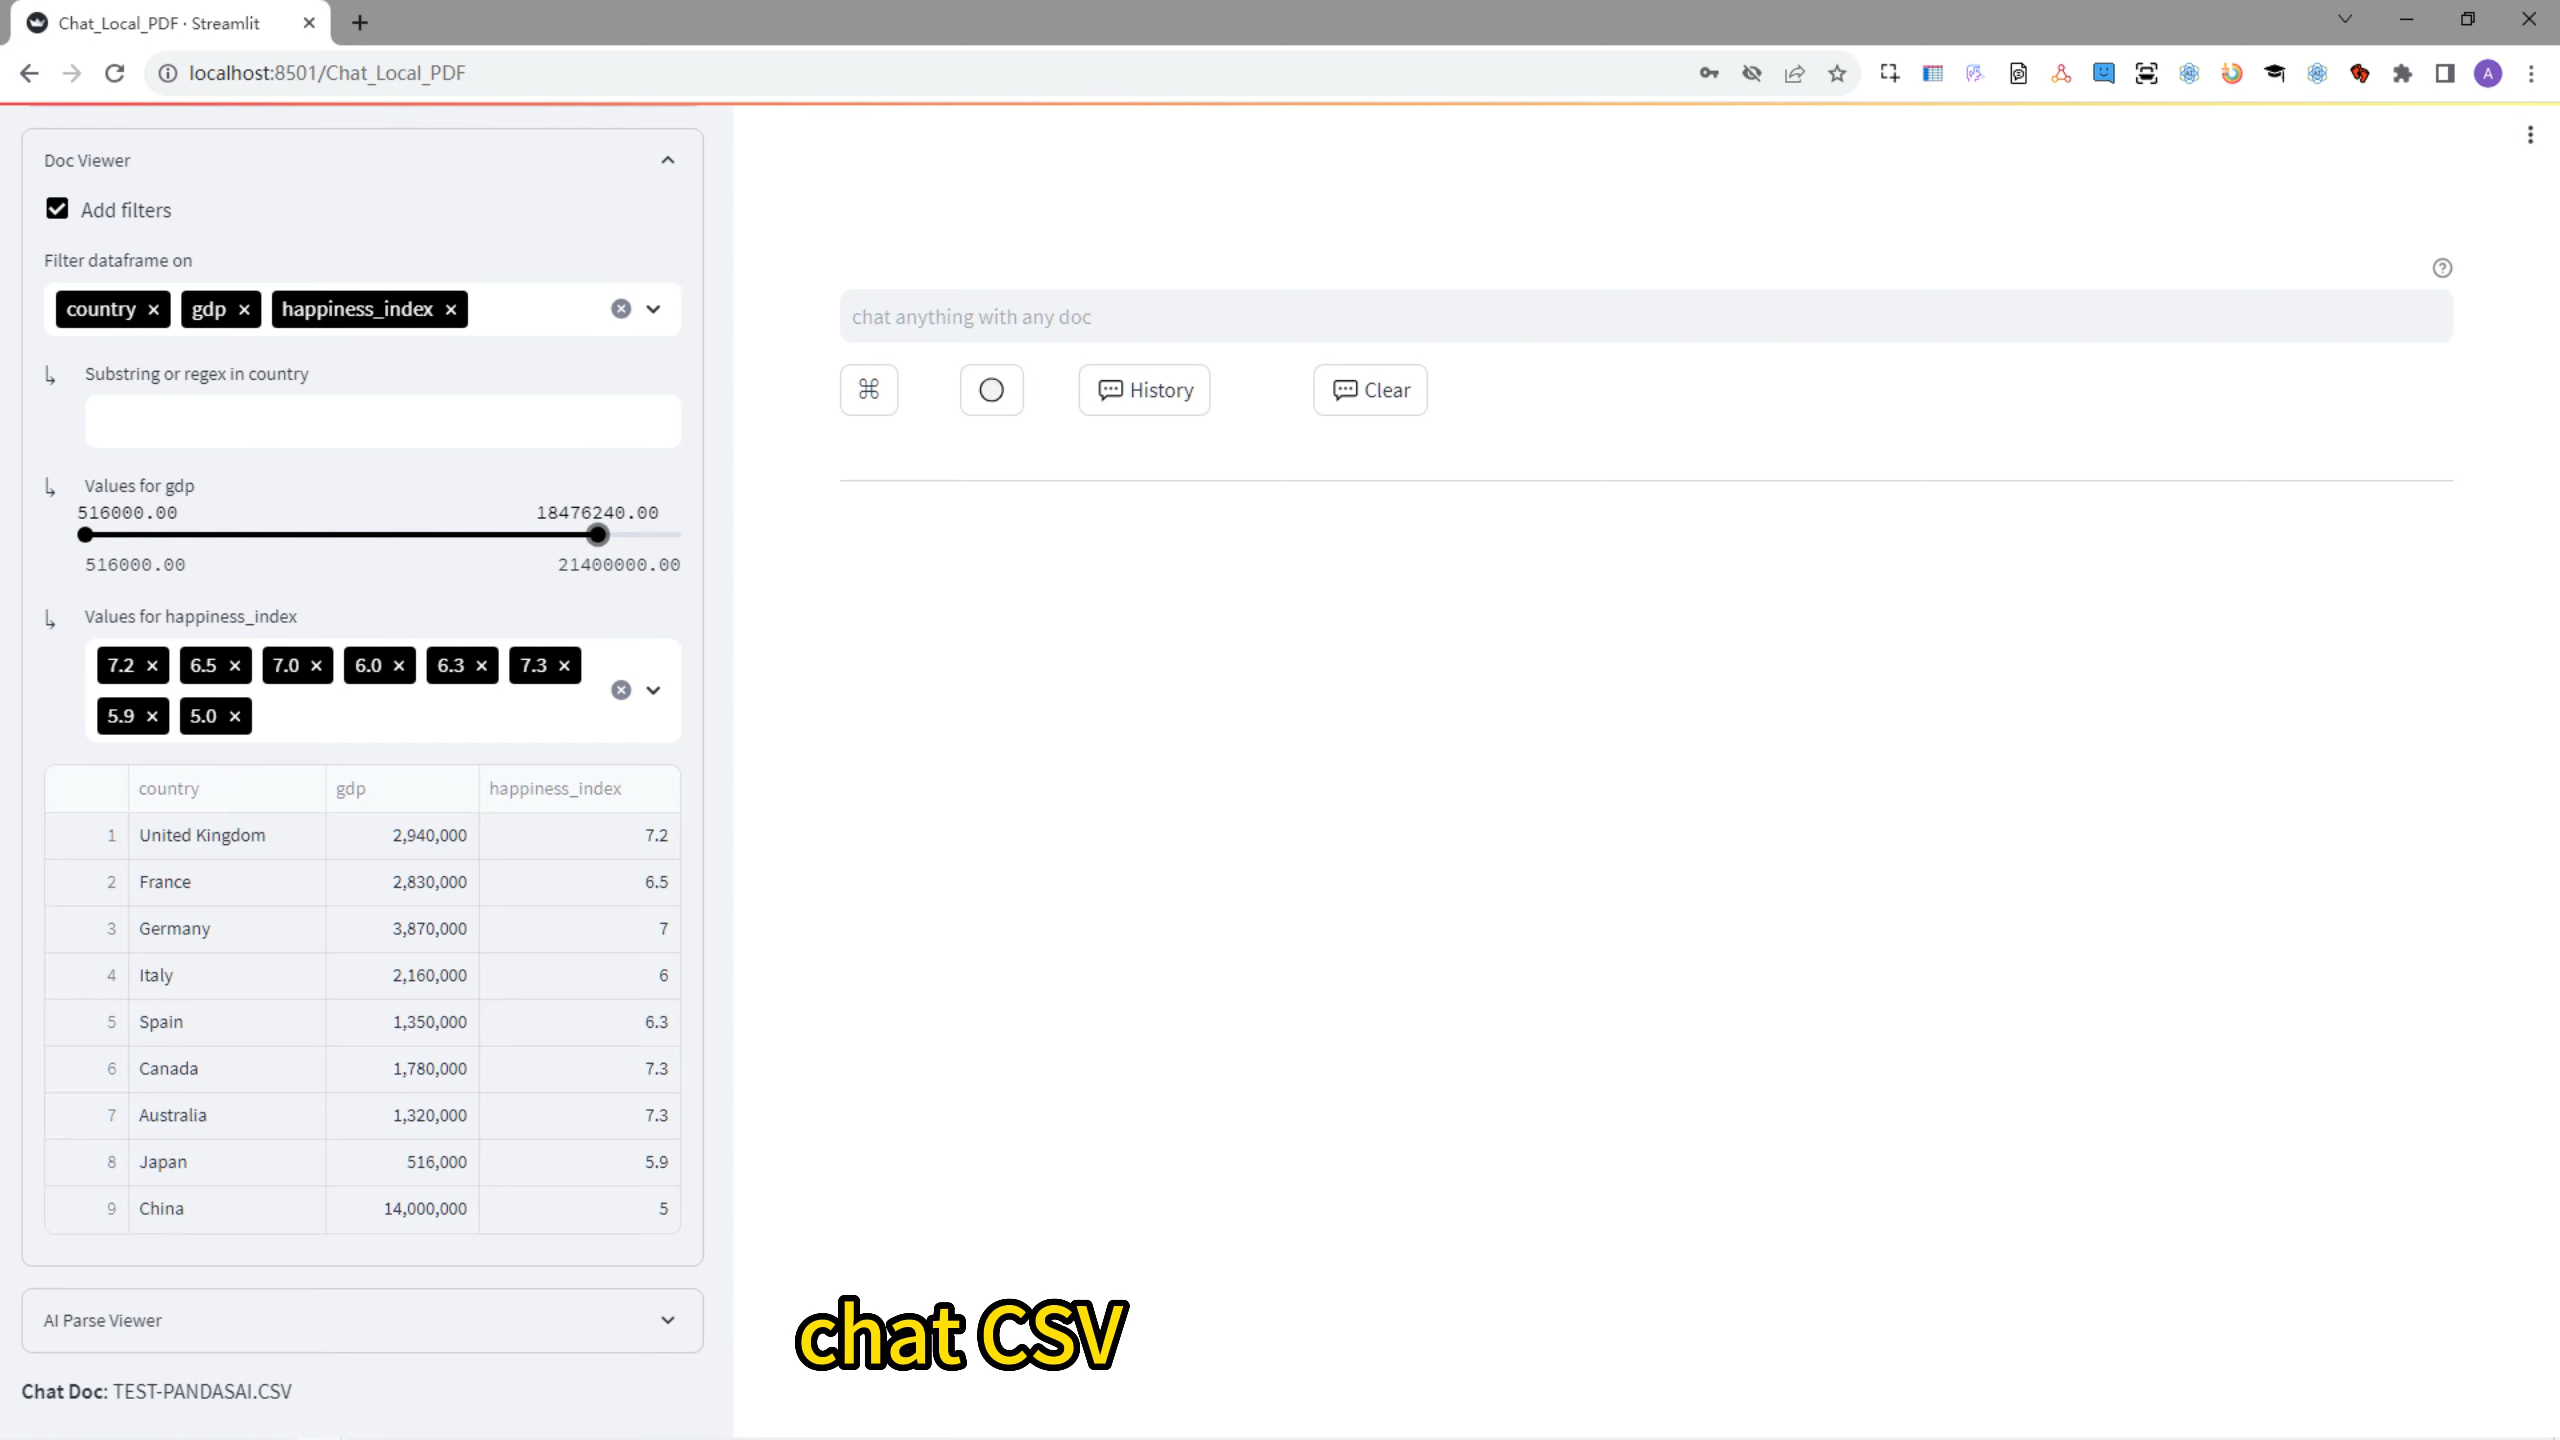 Chat_Local_PDF · Streamlit
localhost:8501/Chat_Local_PDF
A
Doc Viewer
Add filters
Filter dataframe on
country gdp happiness_index
Substring or regex in country
Values for gdp
516000.00 18476240.00
516000.00 21400000.00
Values for happiness_index
7.2 6.5 7.0 6.0 6.3 7.3
5.9 5.0
country gdp happiness_index
1 United Kingdom 2,940,000 7.2
2 France 2,830,000 6.5
3 Germany 3,870,000 7
4 Italy 2,160,000 6
5 Spain 1,350,000 6.3
6 Canada 1,780,000 7.3
7 Australia 1,320,000 7.3
8 Japan 516,000 5.9
9 China 14,000,000 5
AI Parse Viewer
Chat Doc: TEST-PANDASAI.CSV
chat anything with any doc
History Clear
chat CSV